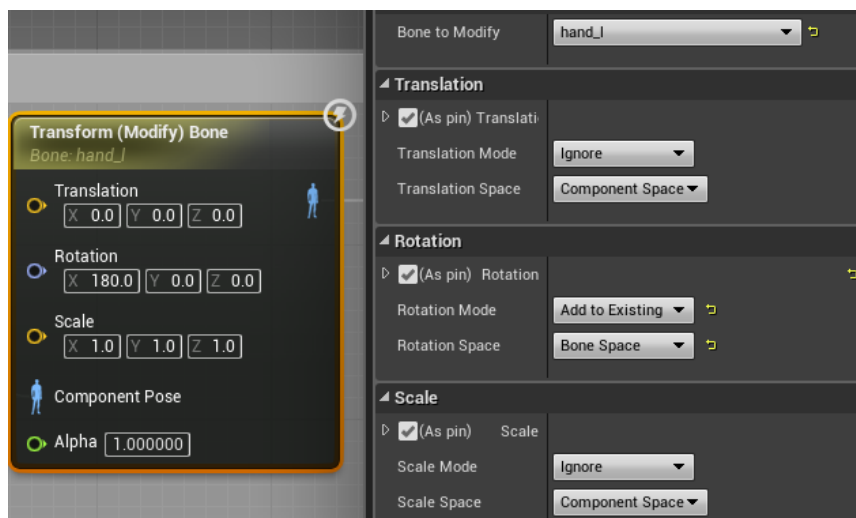 Transform (Modify) Bone
Bone: hand_l
Translation
X 0.0 Y 0.0 Z 0.0
Rotation
X 180.0 Y 0.0 Z 0.0
Scale
X 1.0 Y 1.0 Z 1.0
Component Pose
Alpha 1.000000
Bone to Modify hand_l
Translation
(As pin) Translati
Translation Mode Ignore
Translation Space Component Space
Rotation
(As pin) Rotation
Rotation Mode Add to Existing
Rotation Space Bone Space
Scale
(As pin) Scale
Scale Mode Ignore
Scale Space Component Space